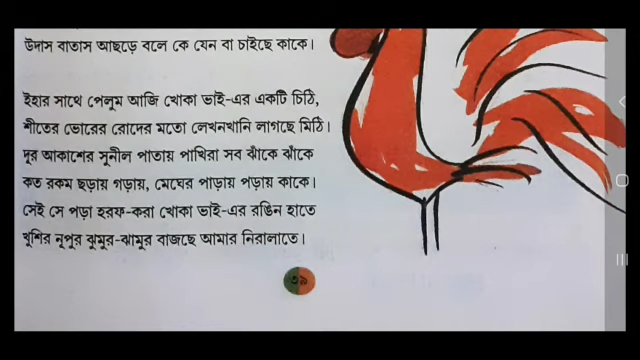 উদাস বাতাস আছড়ে বলে কে যেন বা চাইছে কাকে।
ইহার সাথে পেলুম আজি খোকা ভাই-এর একটি চিঠি,
শীতের ভোরের রোদের মতো লেখনখানি লাগছে মিঠি।
দূর আকাশের সুনীল পাতায় পাখিরা সব ঝাঁকে ঝাঁকে
কত রকম ছড়ায় গড়ায়, মেঘের পাড়ায় পড়ায় কাকে।
সেই সে পড়া হরফ-করা খোকা ভাই-এর রঙিন হাতে
খুশির নূপুর ঝুমুর-ঝামুর বাজছে আমার নিরালাতে।
৩৯